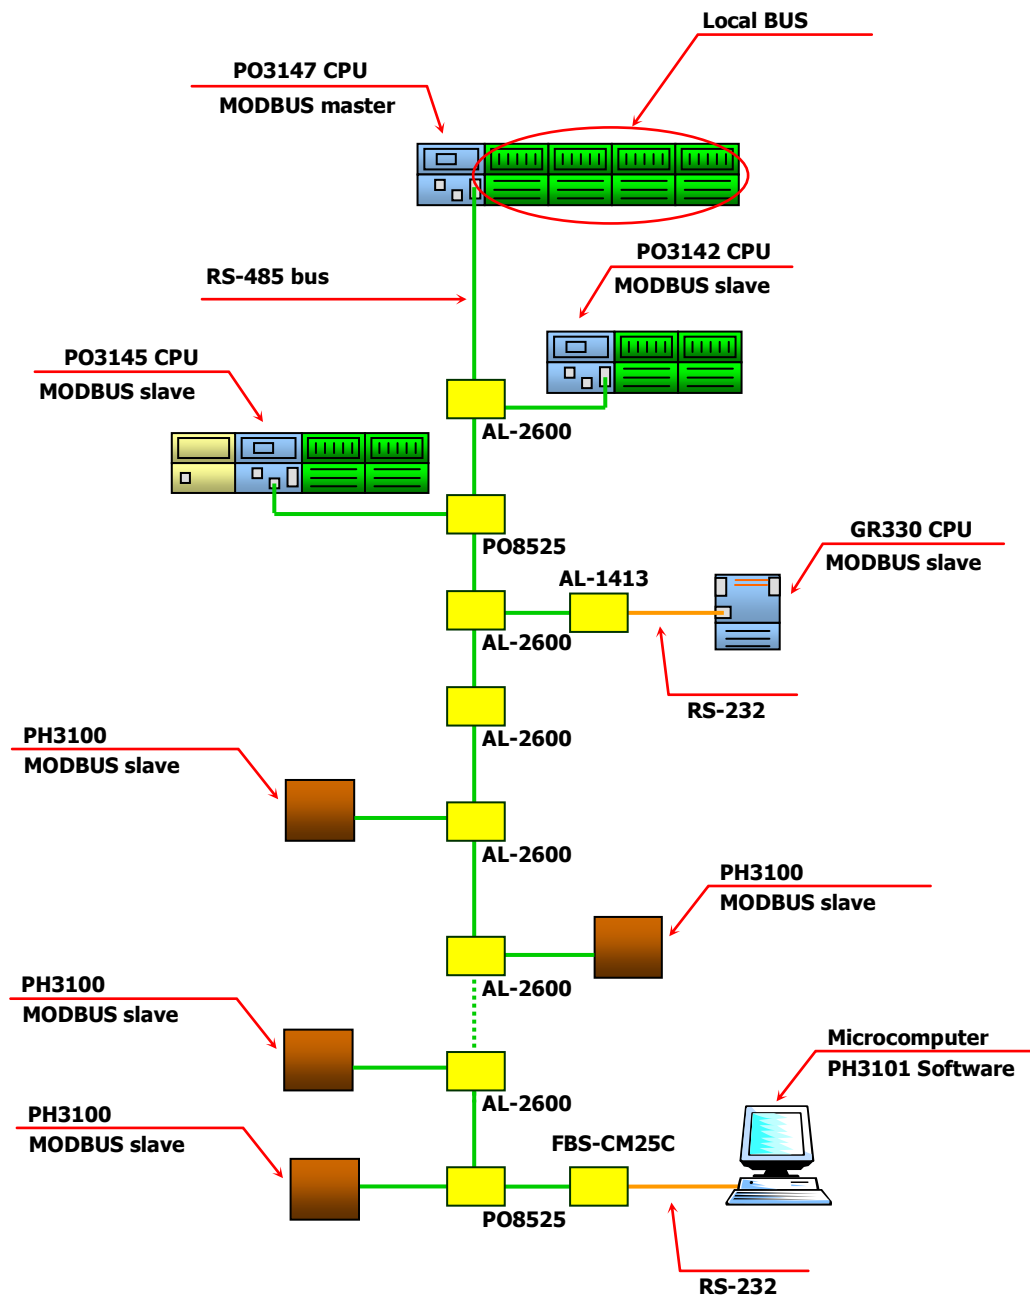 Local BUS
PO3147 CPU
MODBUS master
PO3142 CPU
MODBUS slave
RS-485 bus
PO3145 CPU
MODBUS slave
AL-2600
PO8525
GR330 CPU
MODBUS slave
AL-1413
AL-2600
RS-232
AL-2600
PH3100
MODBUS slave
AL-2600
PH3100
MODBUS slave
AL-2600
PH3100
MODBUS slave
Microcomputer
PH3101 Software
AL-2600
PH3100
MODBUS slave
FBS-CM25C
PO8525
RS-232